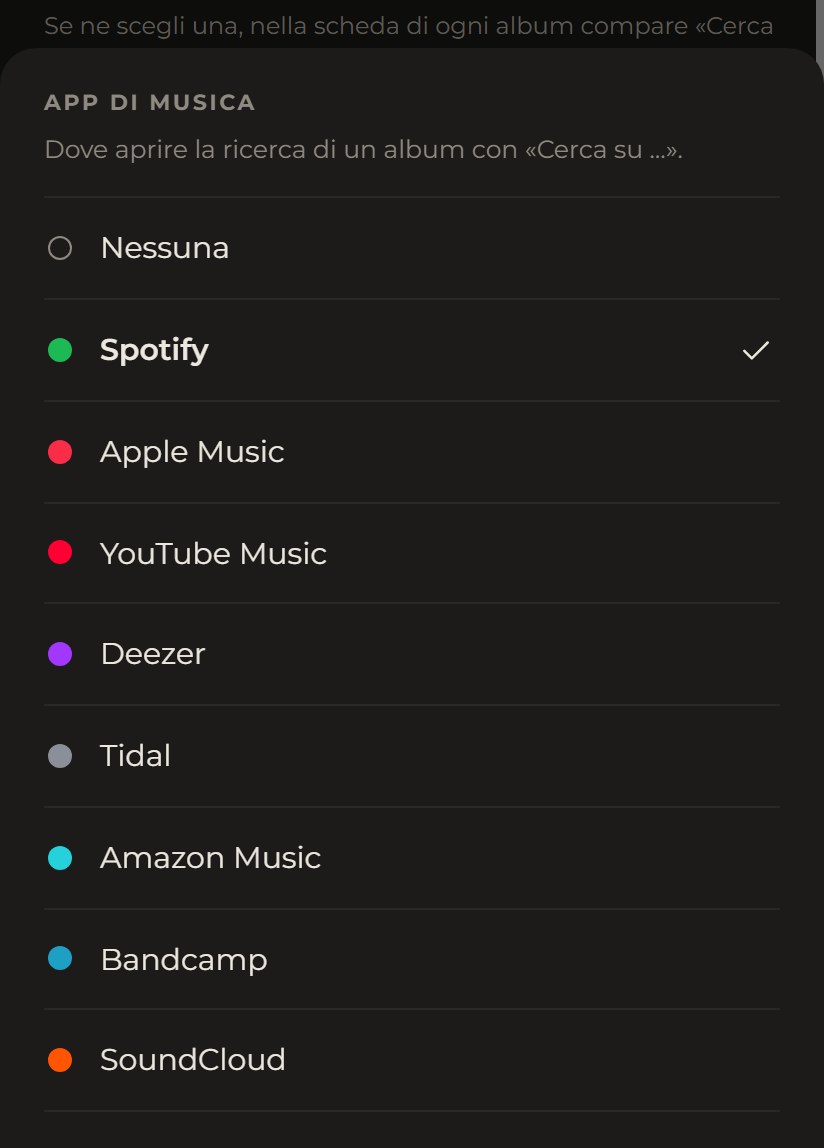 Se ne scegli una, nella scheda di ogni album compare «Cerca
APP DI MUSICA
Dove aprire la ricerca di un album con «Cerca su ...».
Nessuna
Spotify
Apple Music
YouTube Music
Deezer
Tidal
Amazon Music
Bandcamp
SoundCloud